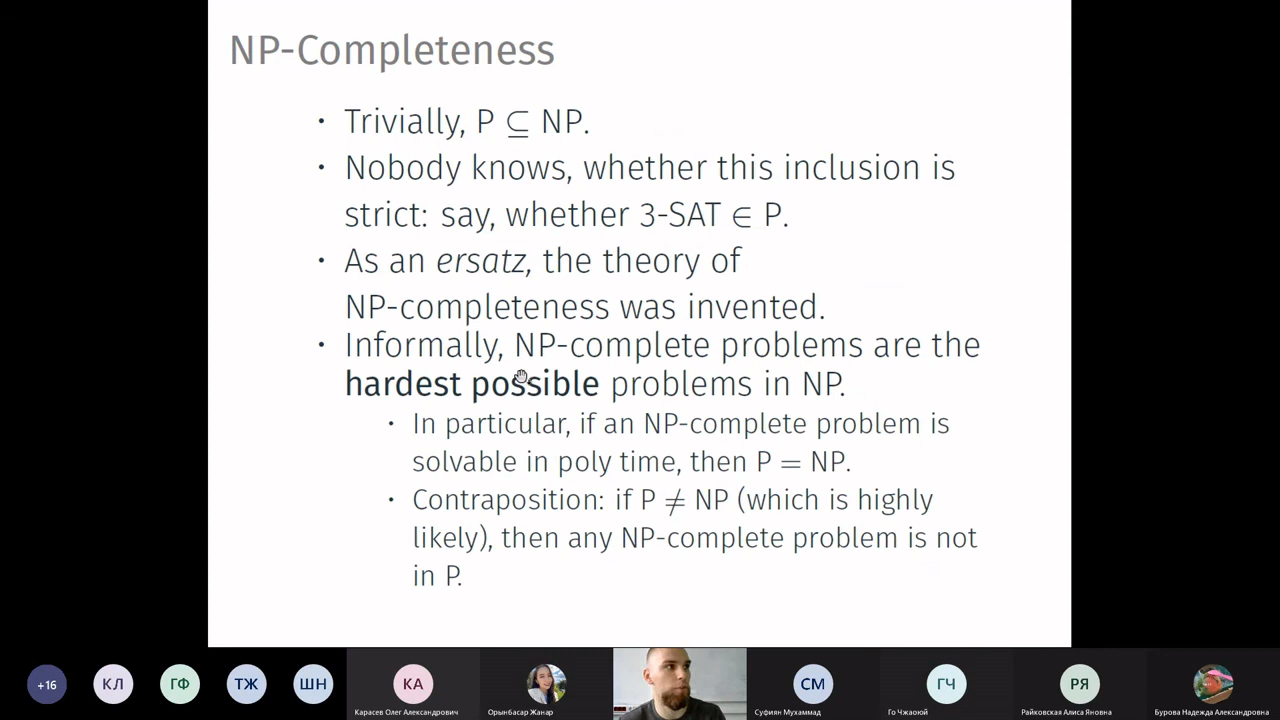 NP-Completeness
• Trivially, P ⊆ NP.
• Nobody knows, whether this inclusion is
strict: say, whether 3-SAT ∈ P.
• As an ersatz, the theory of
NP-completeness was invented.
• Informally, NP-complete problems are the
hardest possible problems in NP.
• In particular, if an NP-complete problem is
solvable in poly time, then P = NP.
• Contraposition: if P ≠ NP (which is highly
likely), then any NP-complete problem is not
in P.
+16 КЛ ГФ ТЖ ШН КА СМ ГЧ РЯ
Карасев Олег Александрович Орынбасар Жанар Суфиян Мухаммад Го Чжаоюй Райковская Алиса Яновна Бурова Надежда Александровна